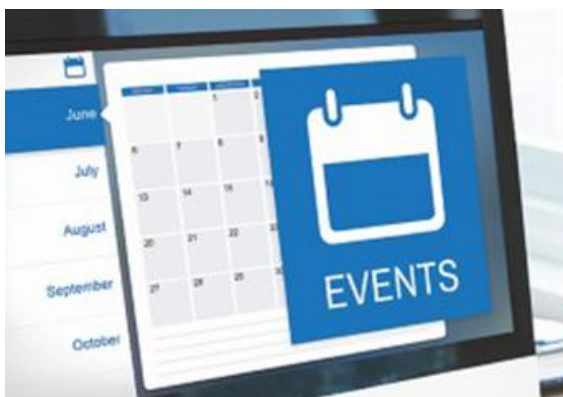 June
July
August
September
October
1 2
6 7 8 9
13 14 15
20 21 22
27 28 29
EVENTS